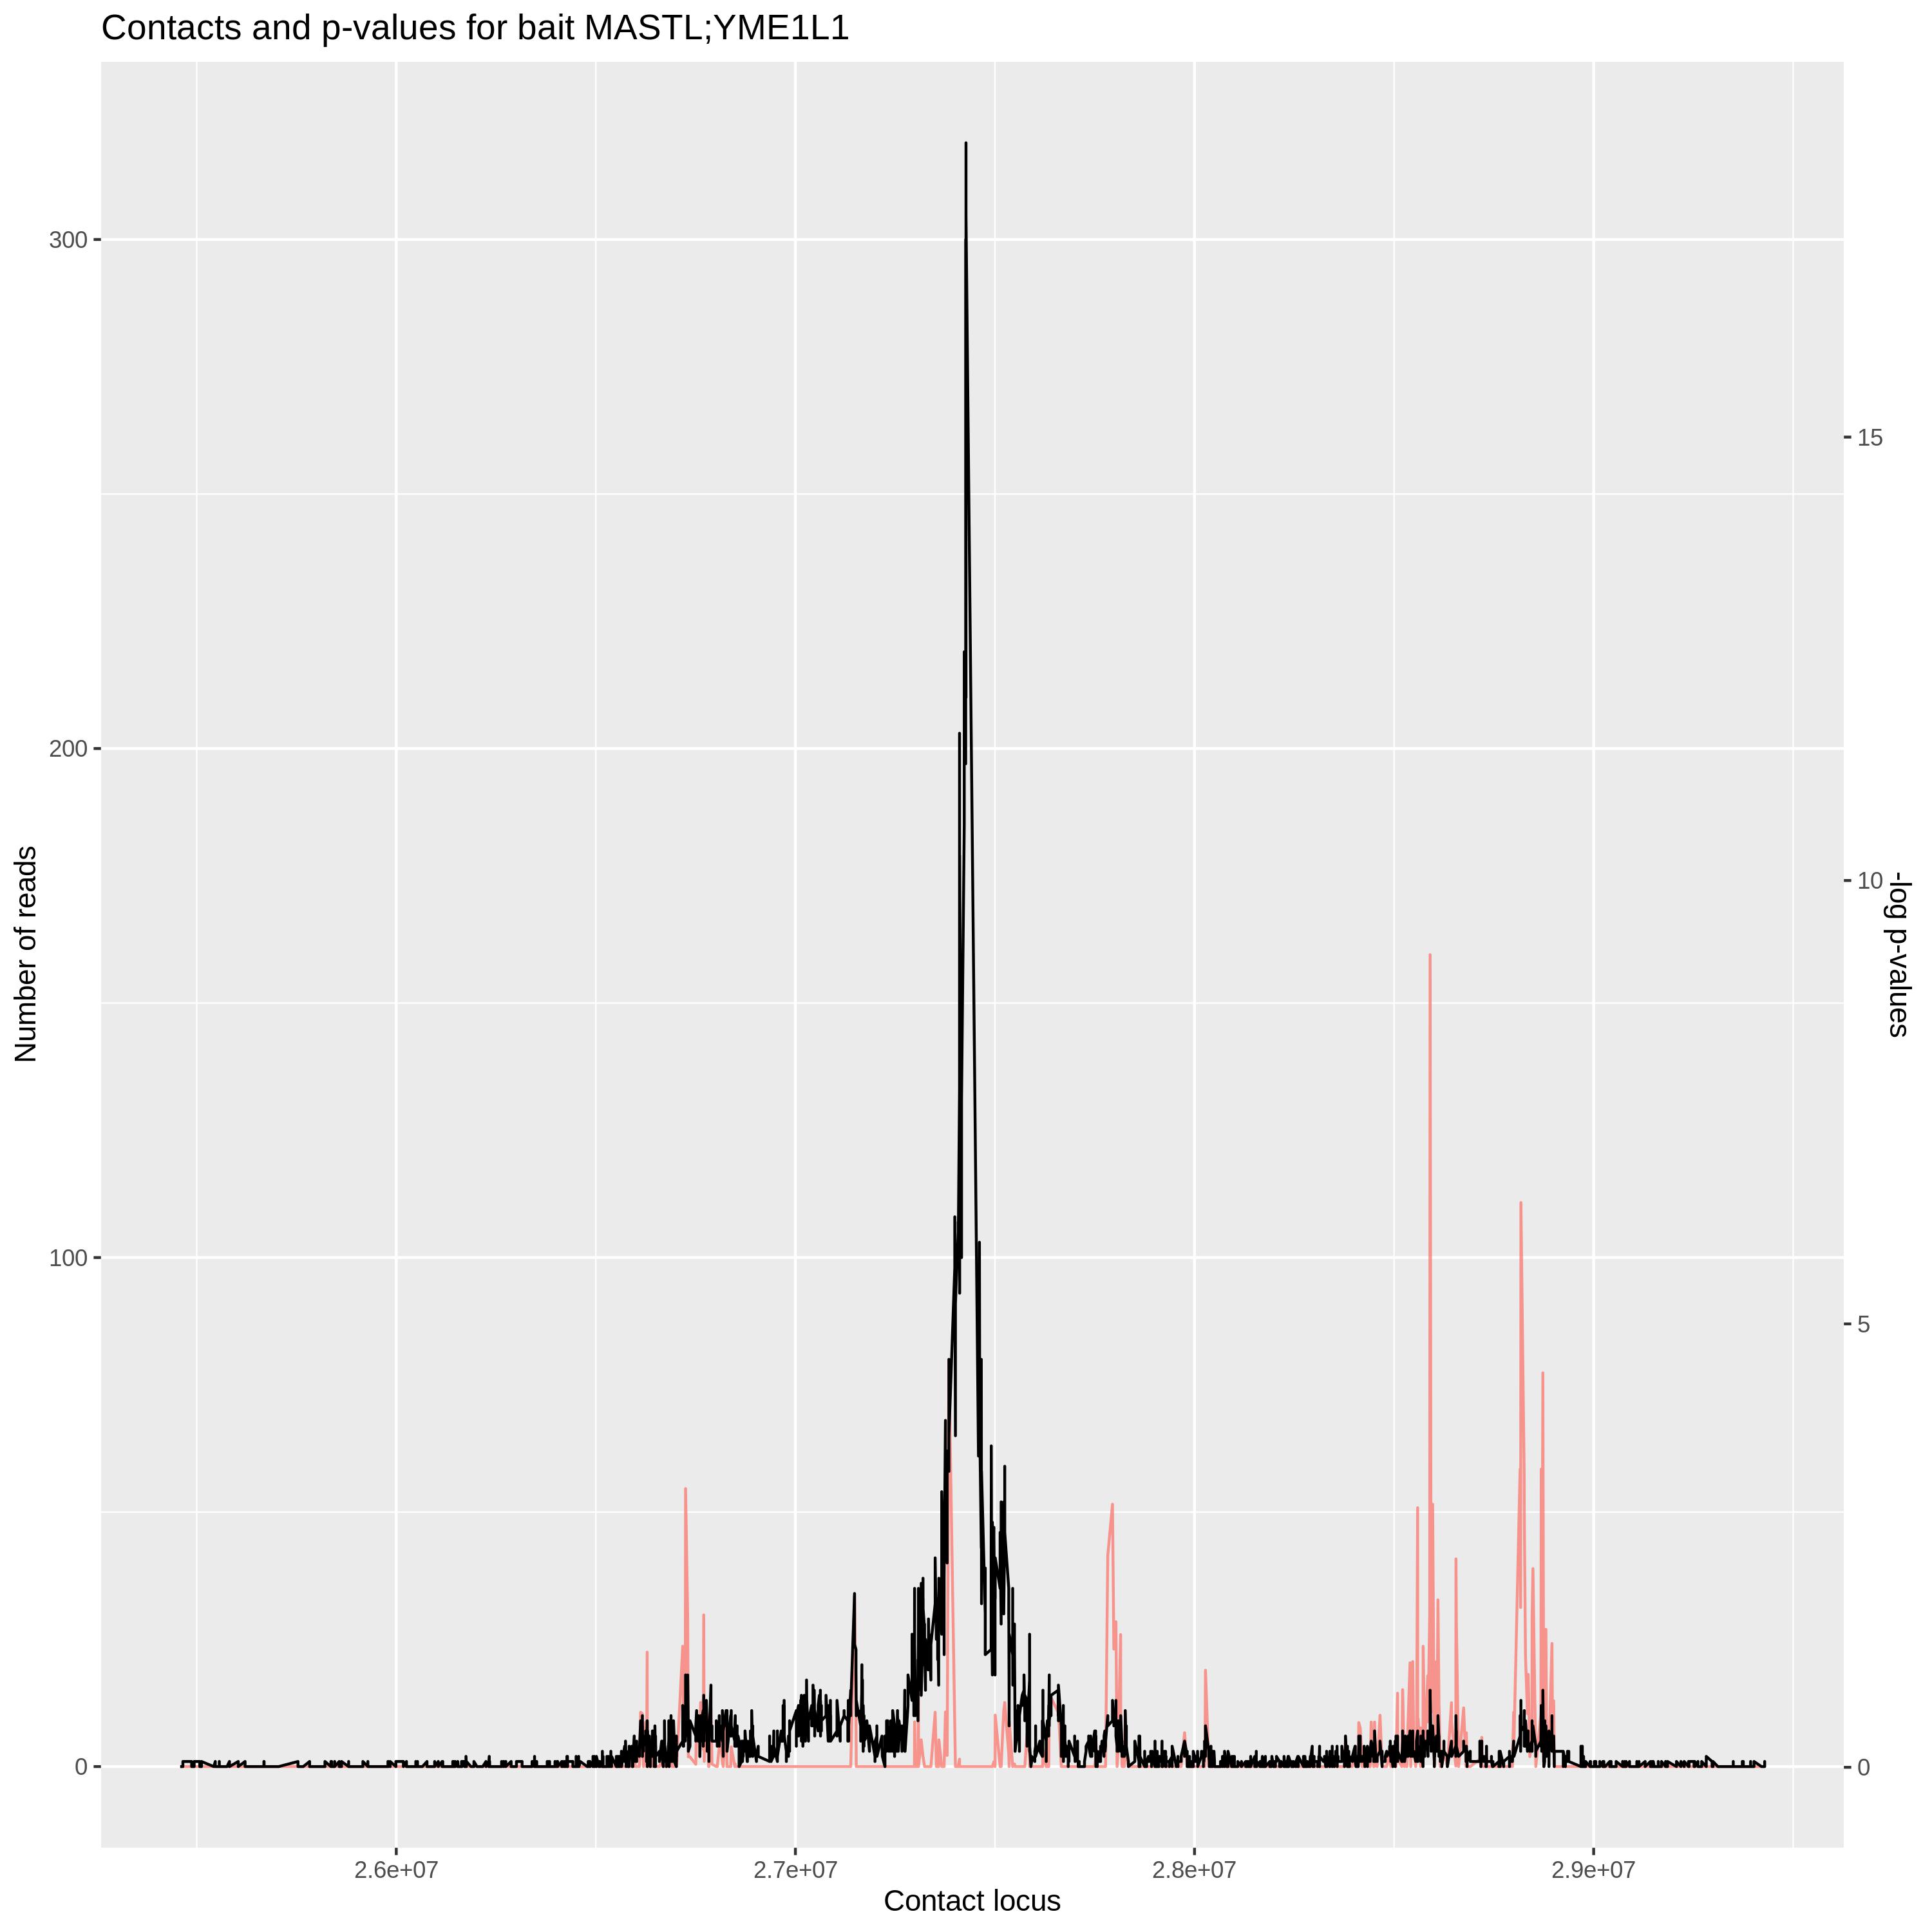 Contacts and p-values for bait MASTL;YME1L1
300
200
100
0
Number of reads
15
10
5
0
-log p-values
2.6e+07
2.7e+07
2.8e+07
2.9e+07
Contact locus